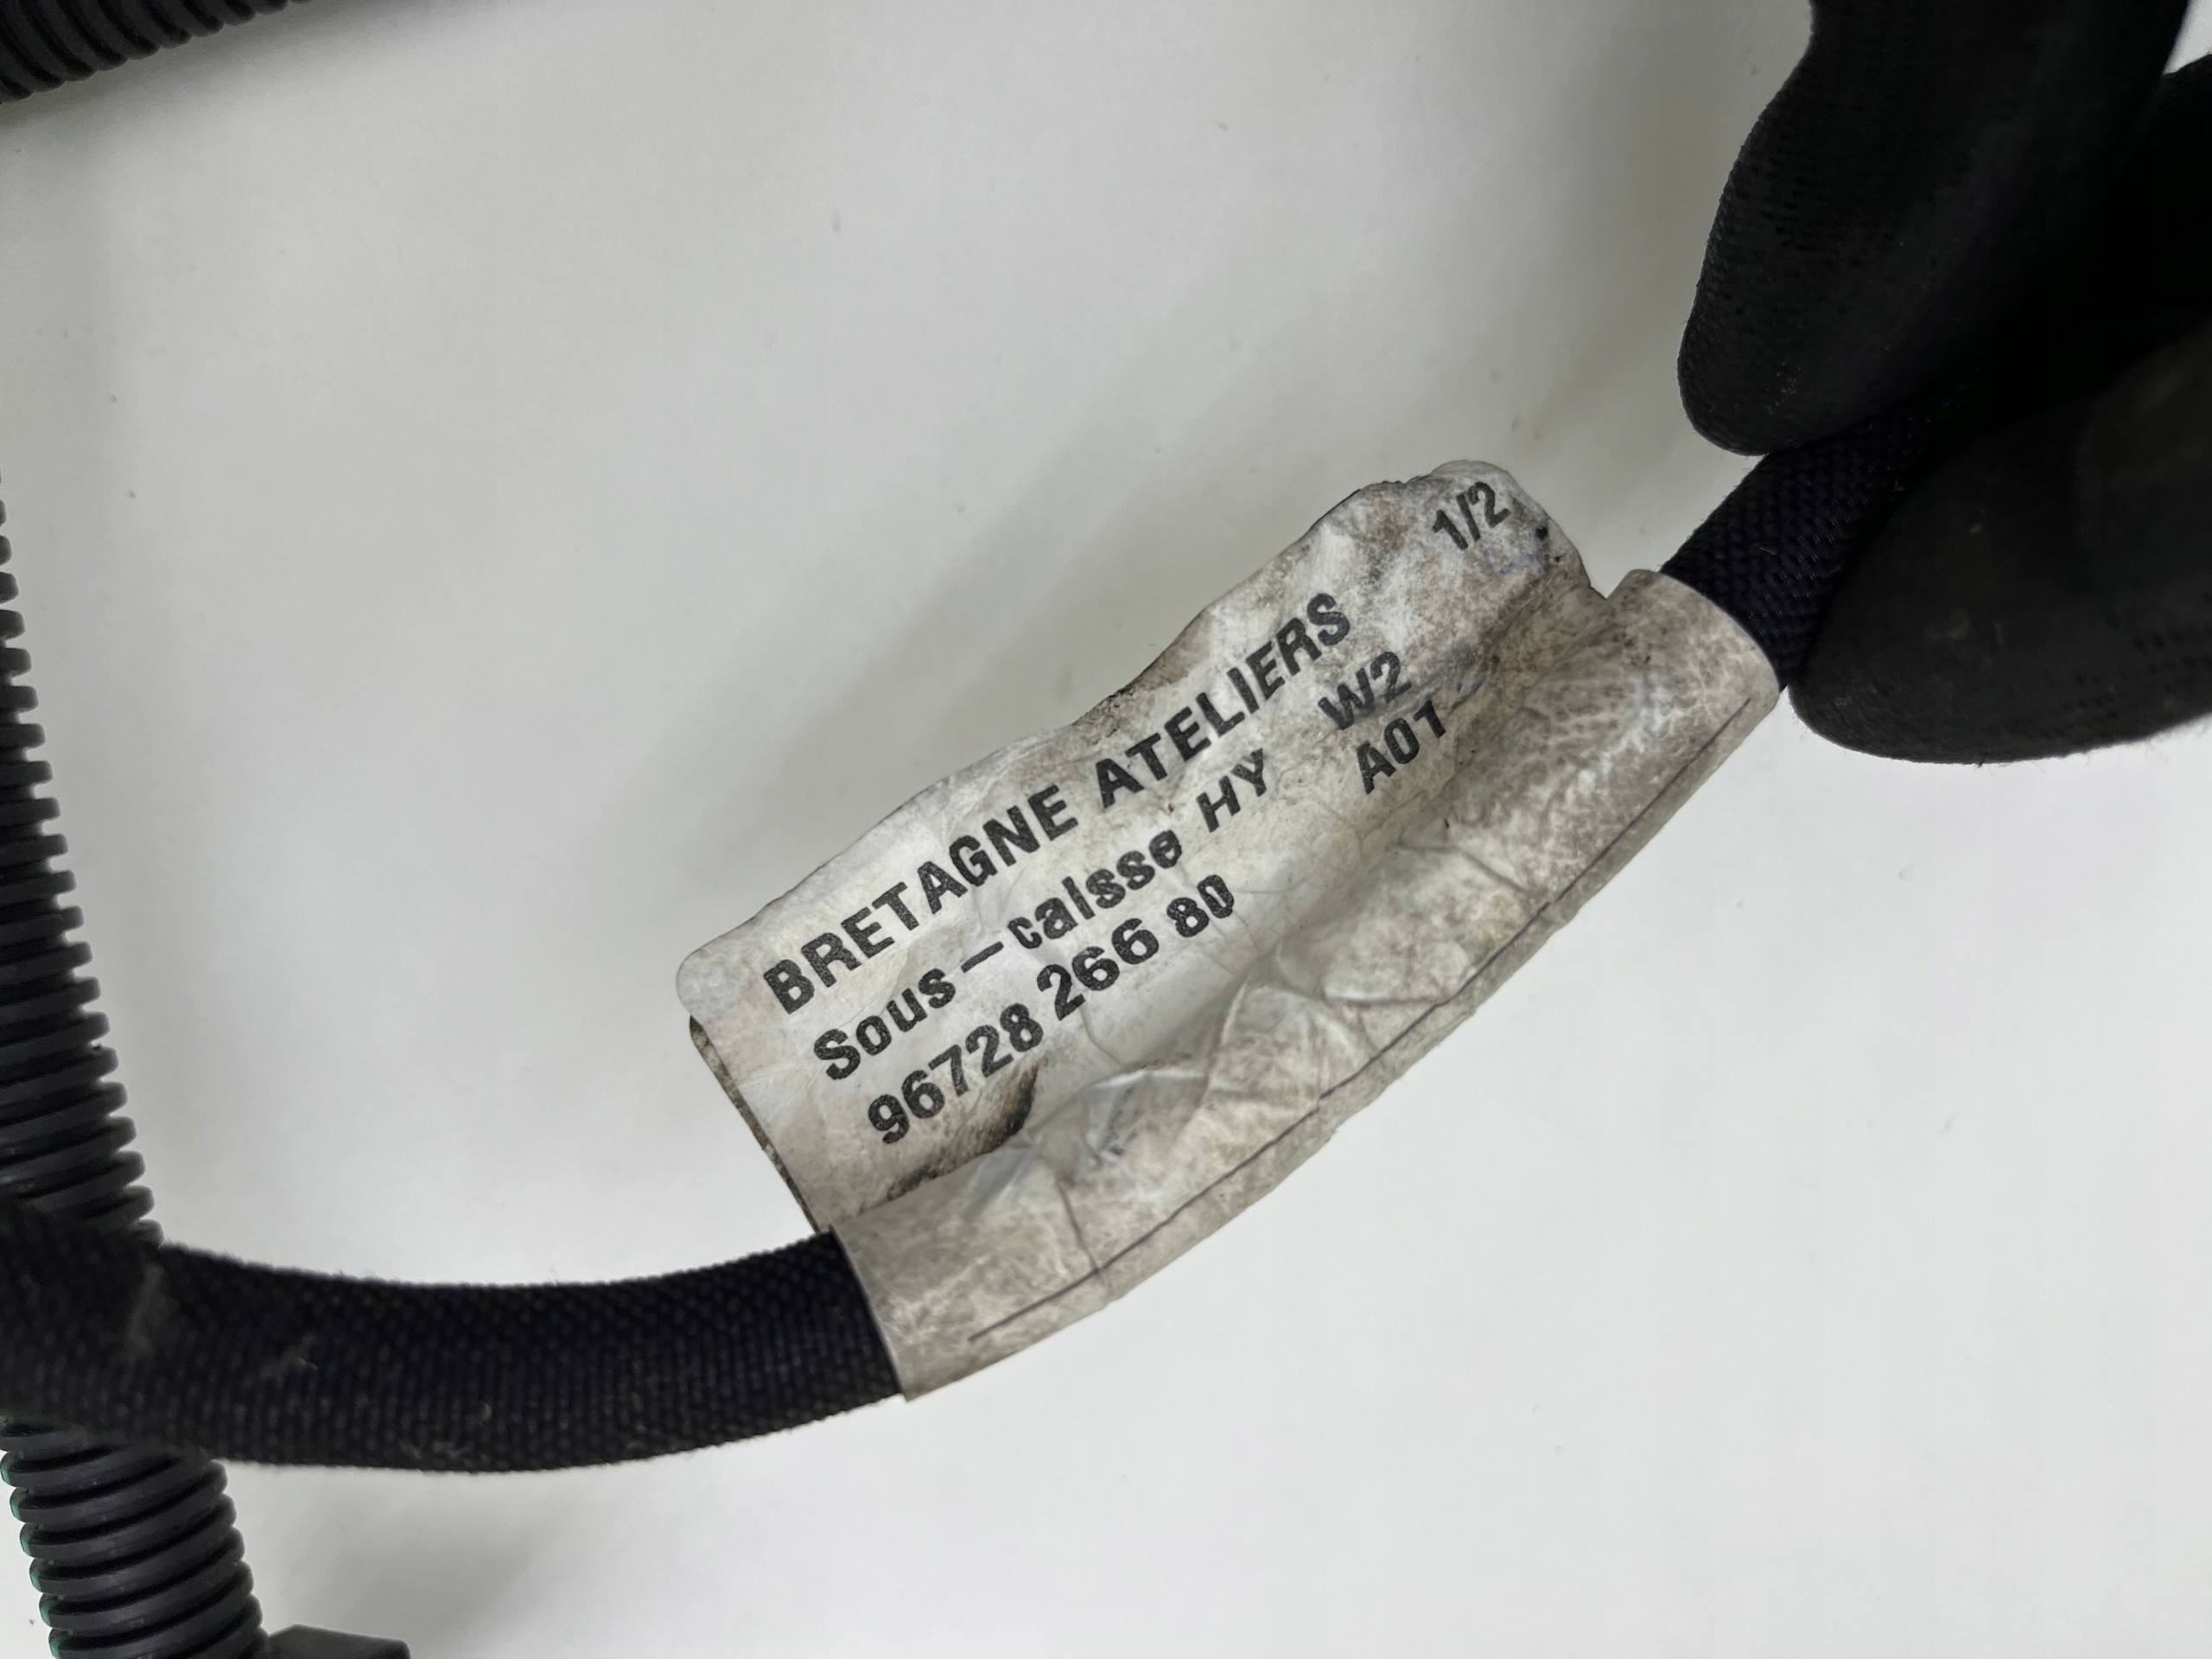 1/2
BRETAGNE ATELIERS
Sous-caisse HY W2
96728 266 80 A01